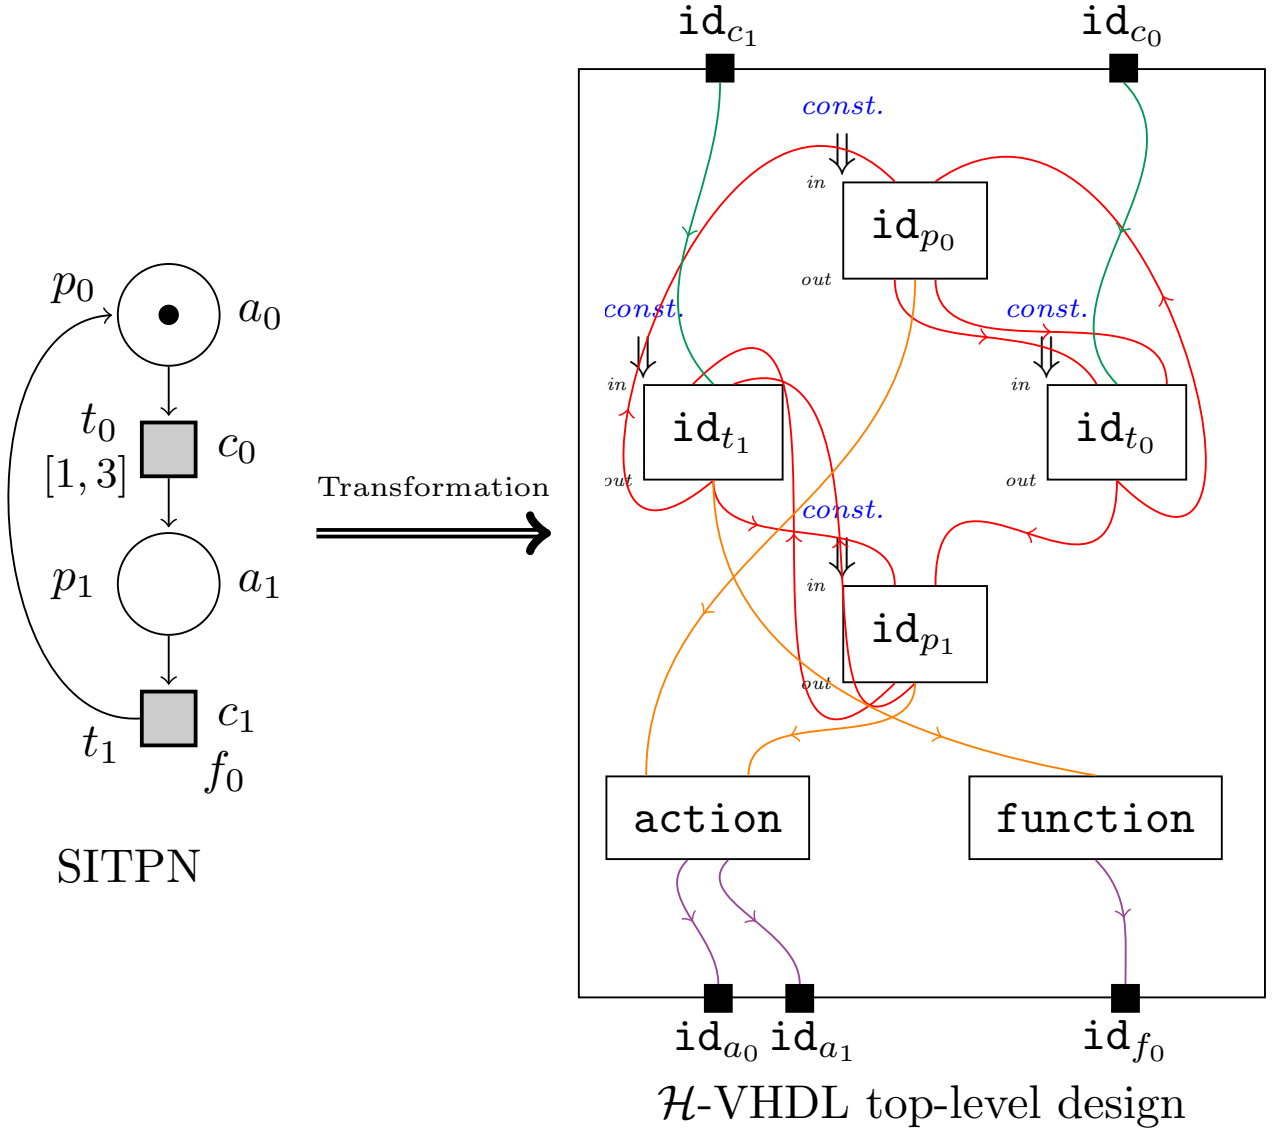 p₀ a₀
t₀ c₀
[1, 3]
p₁ a₁
t₁ c₁
f₀
SITPN
Transformation
id_c₁ id_c₀
const.
in
id_p₀
out
const. const.
in in
id_t₁ id_t₀
out out
const.
in
id_p₁
out
action function
id_a₀ id_a₁ id_f₀
ℋ-VHDL top-level design